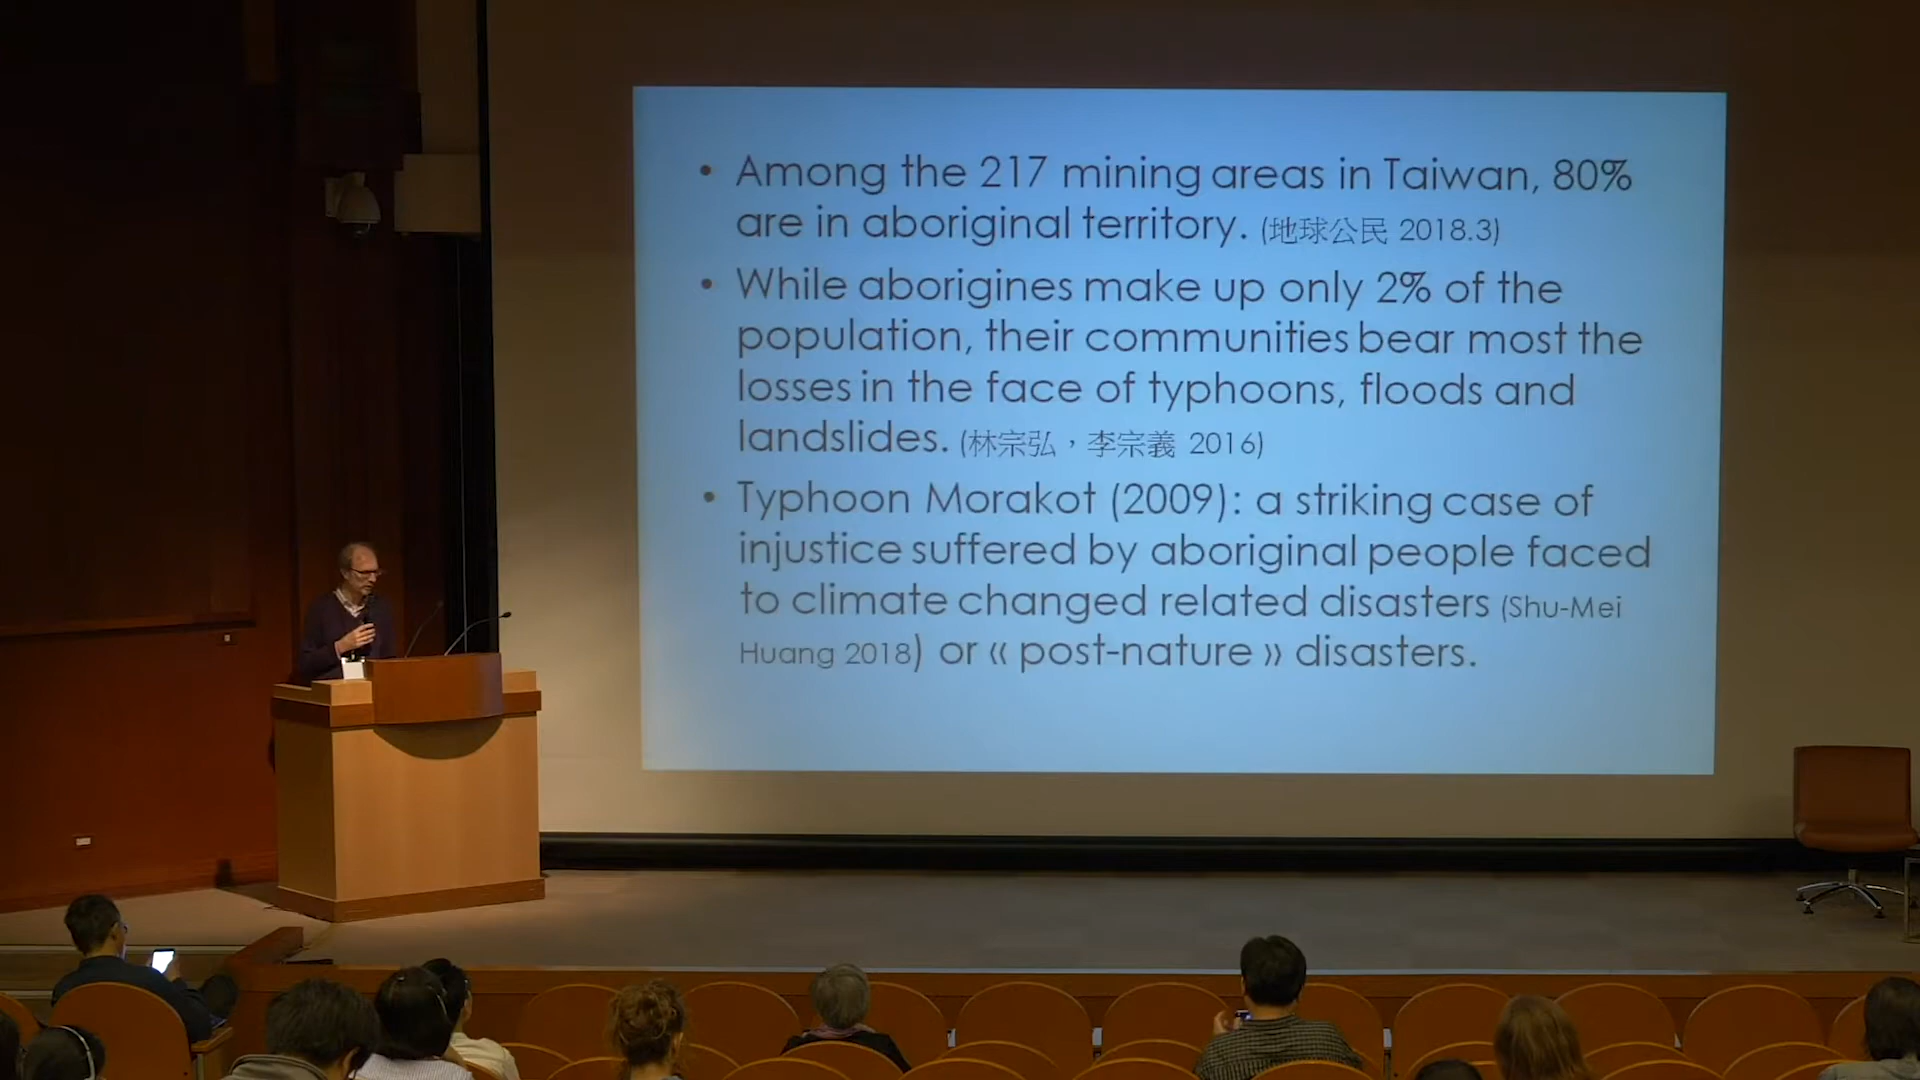 • Among the 217 mining areas in Taiwan, 80%
are in aboriginal territory. (地球公民 2018.3)
• While aborigines make up only 2% of the
population, their communities bear most the
losses in the face of typhoons, floods and
landslides. (林宗弘，李宗義 2016)
• Typhoon Morakot (2009): a striking case of
injustice suffered by aboriginal people faced
to climate changed related disasters (Shu-Mei
Huang 2018) or « post-nature » disasters.